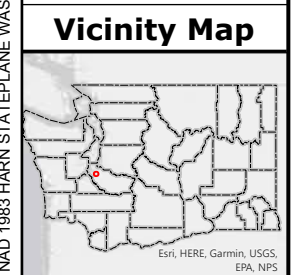 Vicinity Map
NAD 1983 HARN STATEPLANE WAS
Esri, HERE, Garmin, USGS,
EPA, NPS